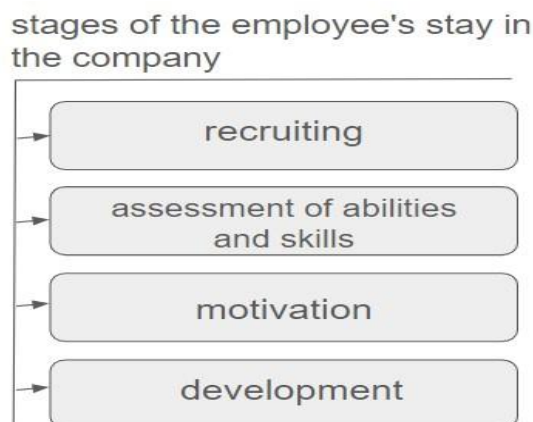 stages of the employee's stay in
the company
recruiting
assessment of abilities
and skills
motivation
development